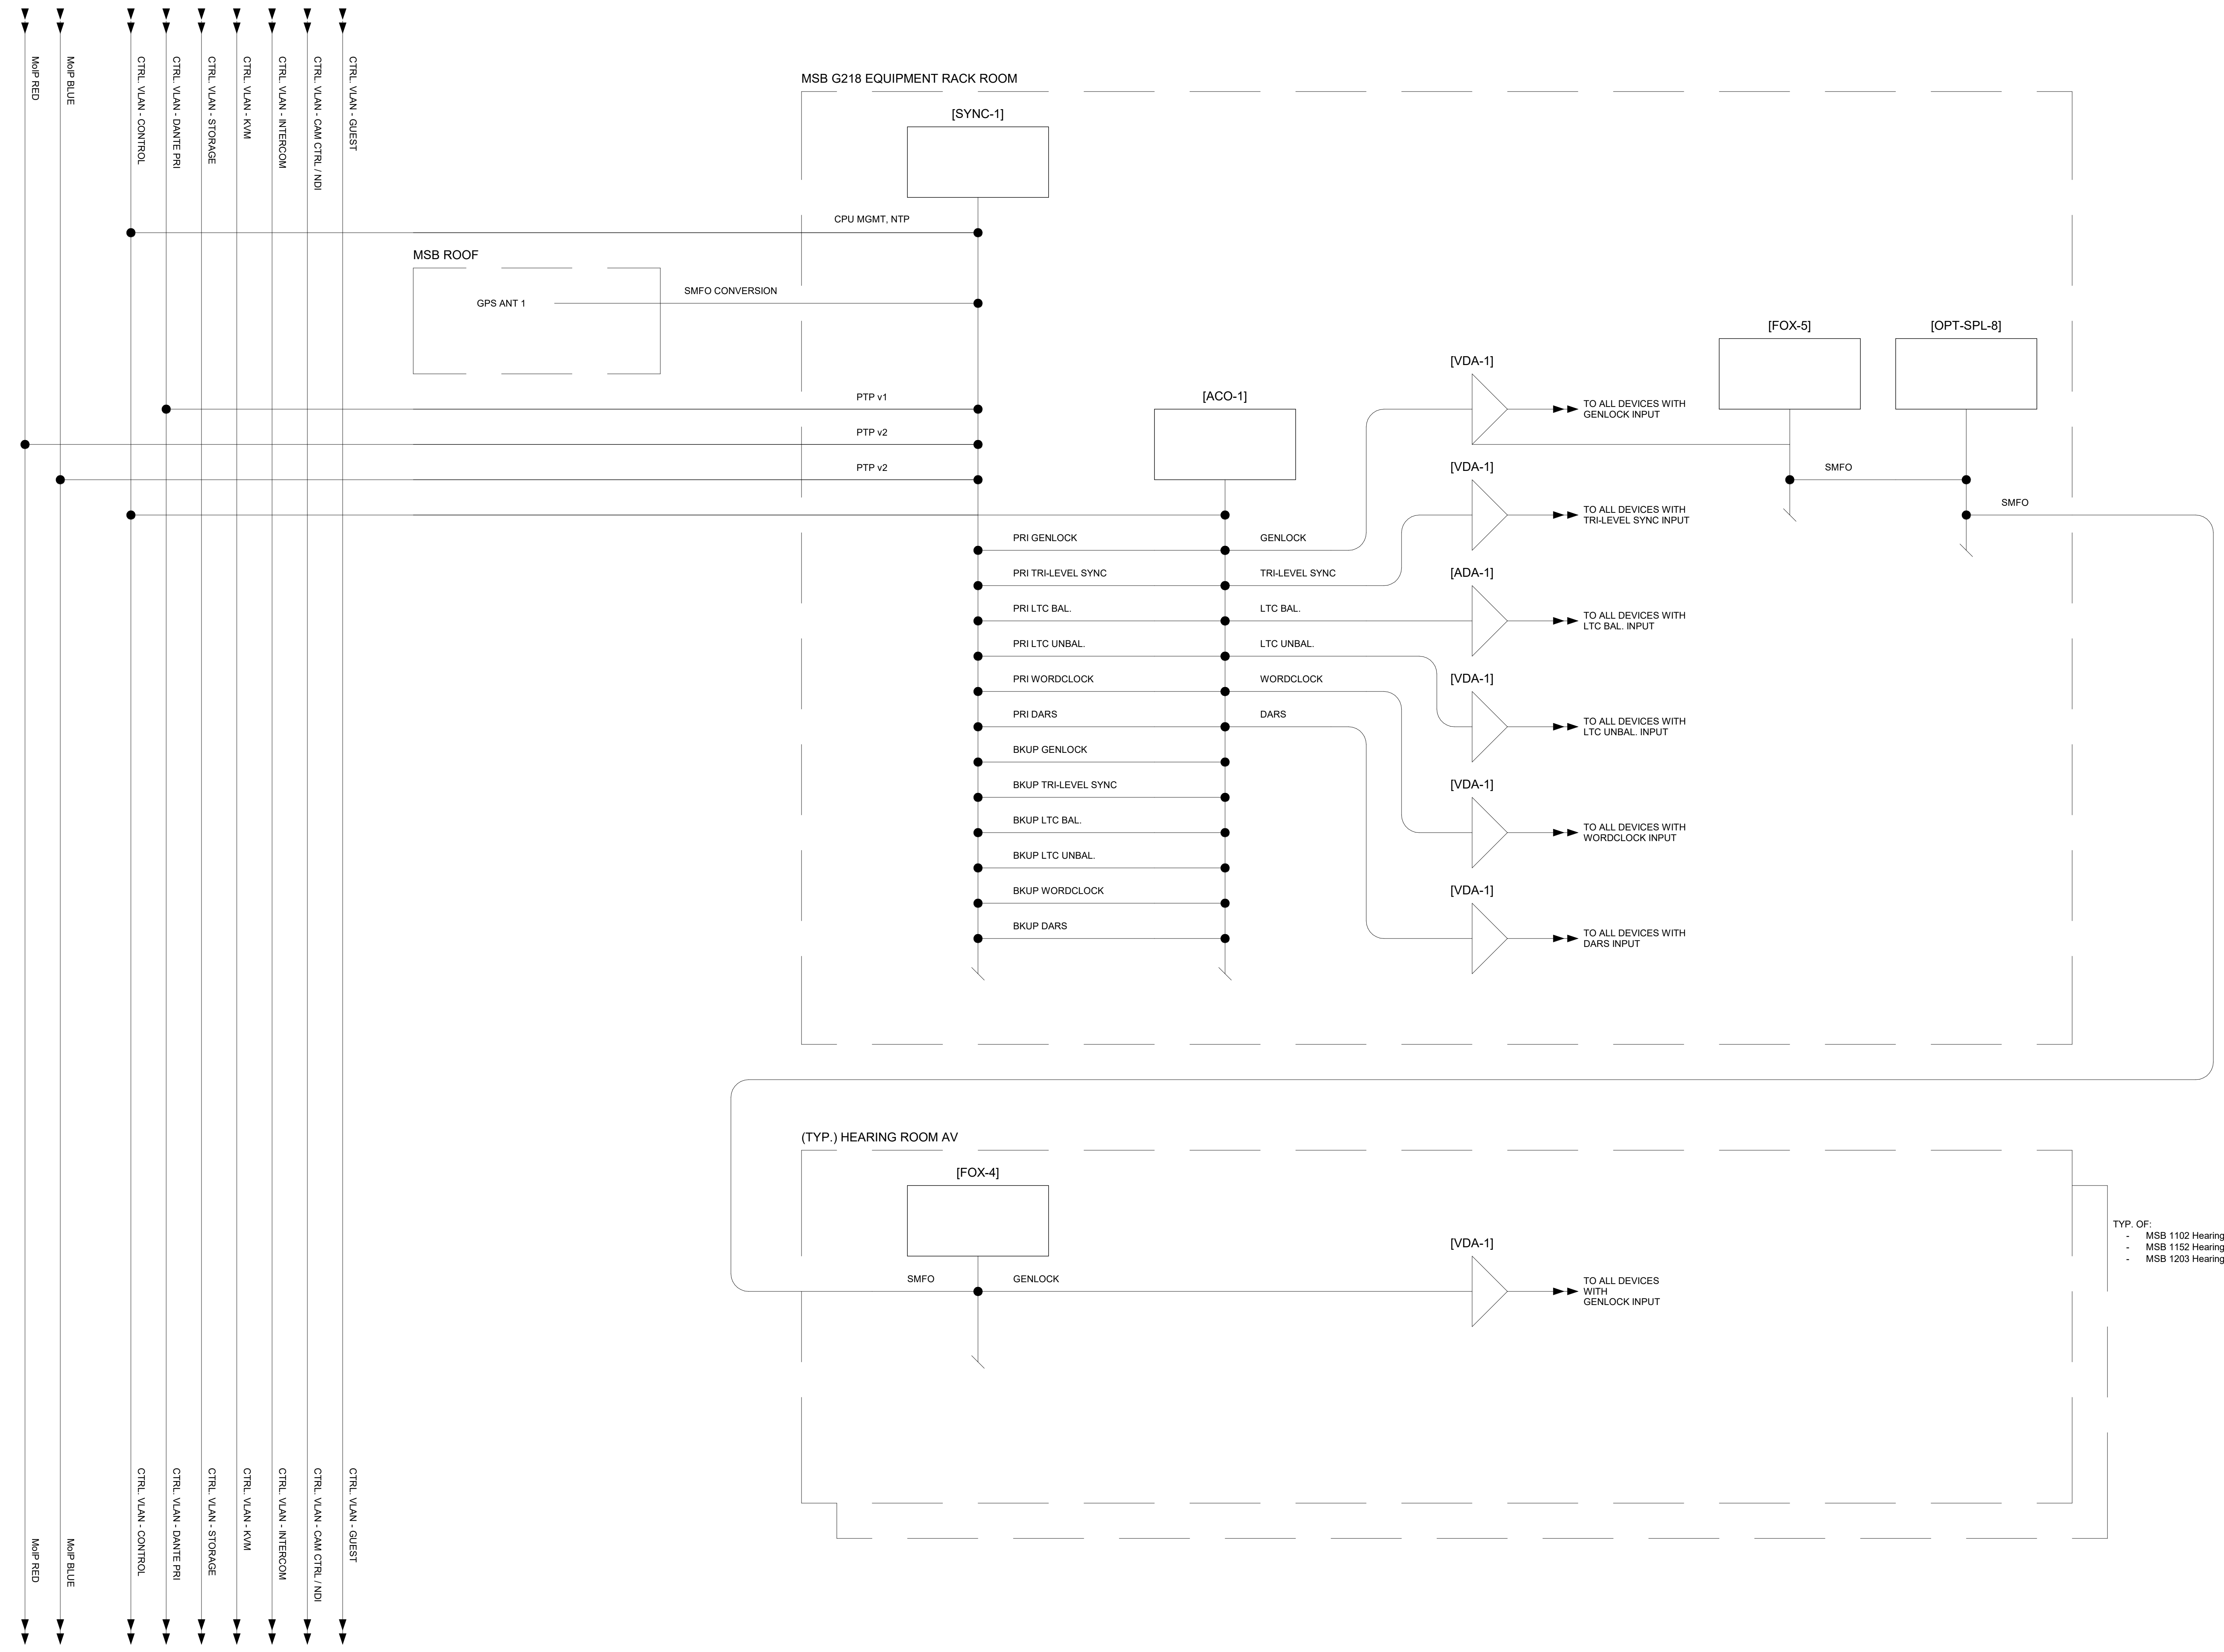 MoIP RED
MoIP BLUE
CTRL. VLAN - CONTROL
CTRL. VLAN - DANTE PRI
CTRL. VLAN - STORAGE
CTRL. VLAN - KVM
CTRL. VLAN - INTERCOM
CTRL. VLAN - CAM CTRL / NDI
CTRL. VLAN - GUEST
MSB G218 EQUIPMENT RACK ROOM
[SYNC-1]
CPU MGMT, NTP
MSB ROOF
GPS ANT 1
SMFO CONVERSION
PTP v1
PTP v2
PTP v2
[ACO-1]
[VDA-1]
TO ALL DEVICES WITH
GENLOCK INPUT
[FOX-5]
[OPT-SPL-8]
SMFO
SMFO
[VDA-1]
TO ALL DEVICES WITH
TRI-LEVEL SYNC INPUT
PRI GENLOCK
GENLOCK
PRI TRI-LEVEL SYNC
TRI-LEVEL SYNC
[ADA-1]
PRI LTC BAL.
LTC BAL.
TO ALL DEVICES WITH
LTC BAL. INPUT
PRI LTC UNBAL.
LTC UNBAL.
[VDA-1]
PRI WORDCLOCK
WORDCLOCK
PRI DARS
DARS
TO ALL DEVICES WITH
LTC UNBAL. INPUT
BKUP GENLOCK
BKUP TRI-LEVEL SYNC
[VDA-1]
BKUP LTC BAL.
TO ALL DEVICES WITH
WORDCLOCK INPUT
BKUP LTC UNBAL.
BKUP WORDCLOCK
[VDA-1]
BKUP DARS
TO ALL DEVICES WITH
DARS INPUT
(TYP.) HEARING ROOM AV
[FOX-4]
SMFO
GENLOCK
[VDA-1]
TO ALL DEVICES
WITH
GENLOCK INPUT
TYP. OF:
- MSB 1102 Hearing
- MSB 1152 Hearing
- MSB 1203 Hearing
MoIP RED
MoIP BLUE
CTRL. VLAN - CONTROL
CTRL. VLAN - DANTE PRI
CTRL. VLAN - STORAGE
CTRL. VLAN - KVM
CTRL. VLAN - INTERCOM
CTRL. VLAN - CAM CTRL / NDI
CTRL. VLAN - GUEST